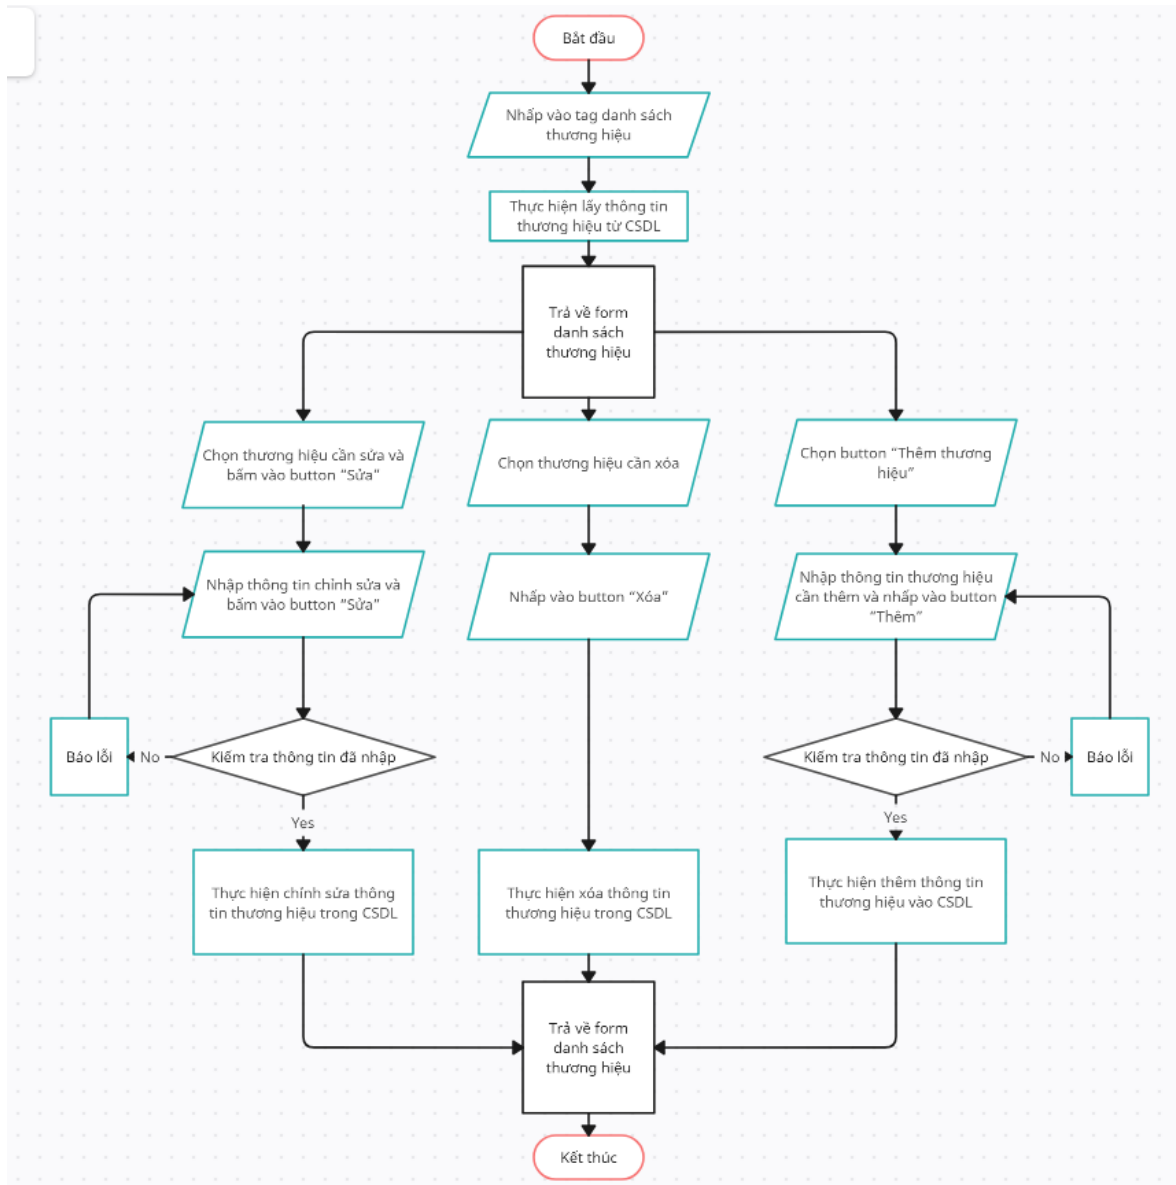 Bắt đầu
Nhấp vào tag danh sách
thương hiệu
Thực hiện lấy thông tin
thương hiệu từ CSDL
Trả về form
danh sách
thương hiệu
Chọn thương hiệu cần sửa và
bấm vào button “Sửa”
Chọn thương hiệu cần xóa
Chọn button “Thêm thương
hiệu”
Nhập thông tin chỉnh sửa và
bấm vào button “Sửa”
Nhấp vào button “Xóa”
Nhập thông tin thương hiệu
cần thêm và nhấp vào button
“Thêm”
Báo lỗi
No
Kiểm tra thông tin đã nhập
Kiểm tra thông tin đã nhập
No
Báo lỗi
Yes
Yes
Thực hiện chỉnh sửa thông
tin thương hiệu trong CSDL
Thực hiện xóa thông tin
thương hiệu trong CSDL
Thực hiện thêm thông tin
thương hiệu vào CSDL
Trả về form
danh sách
thương hiệu
Kết thúc